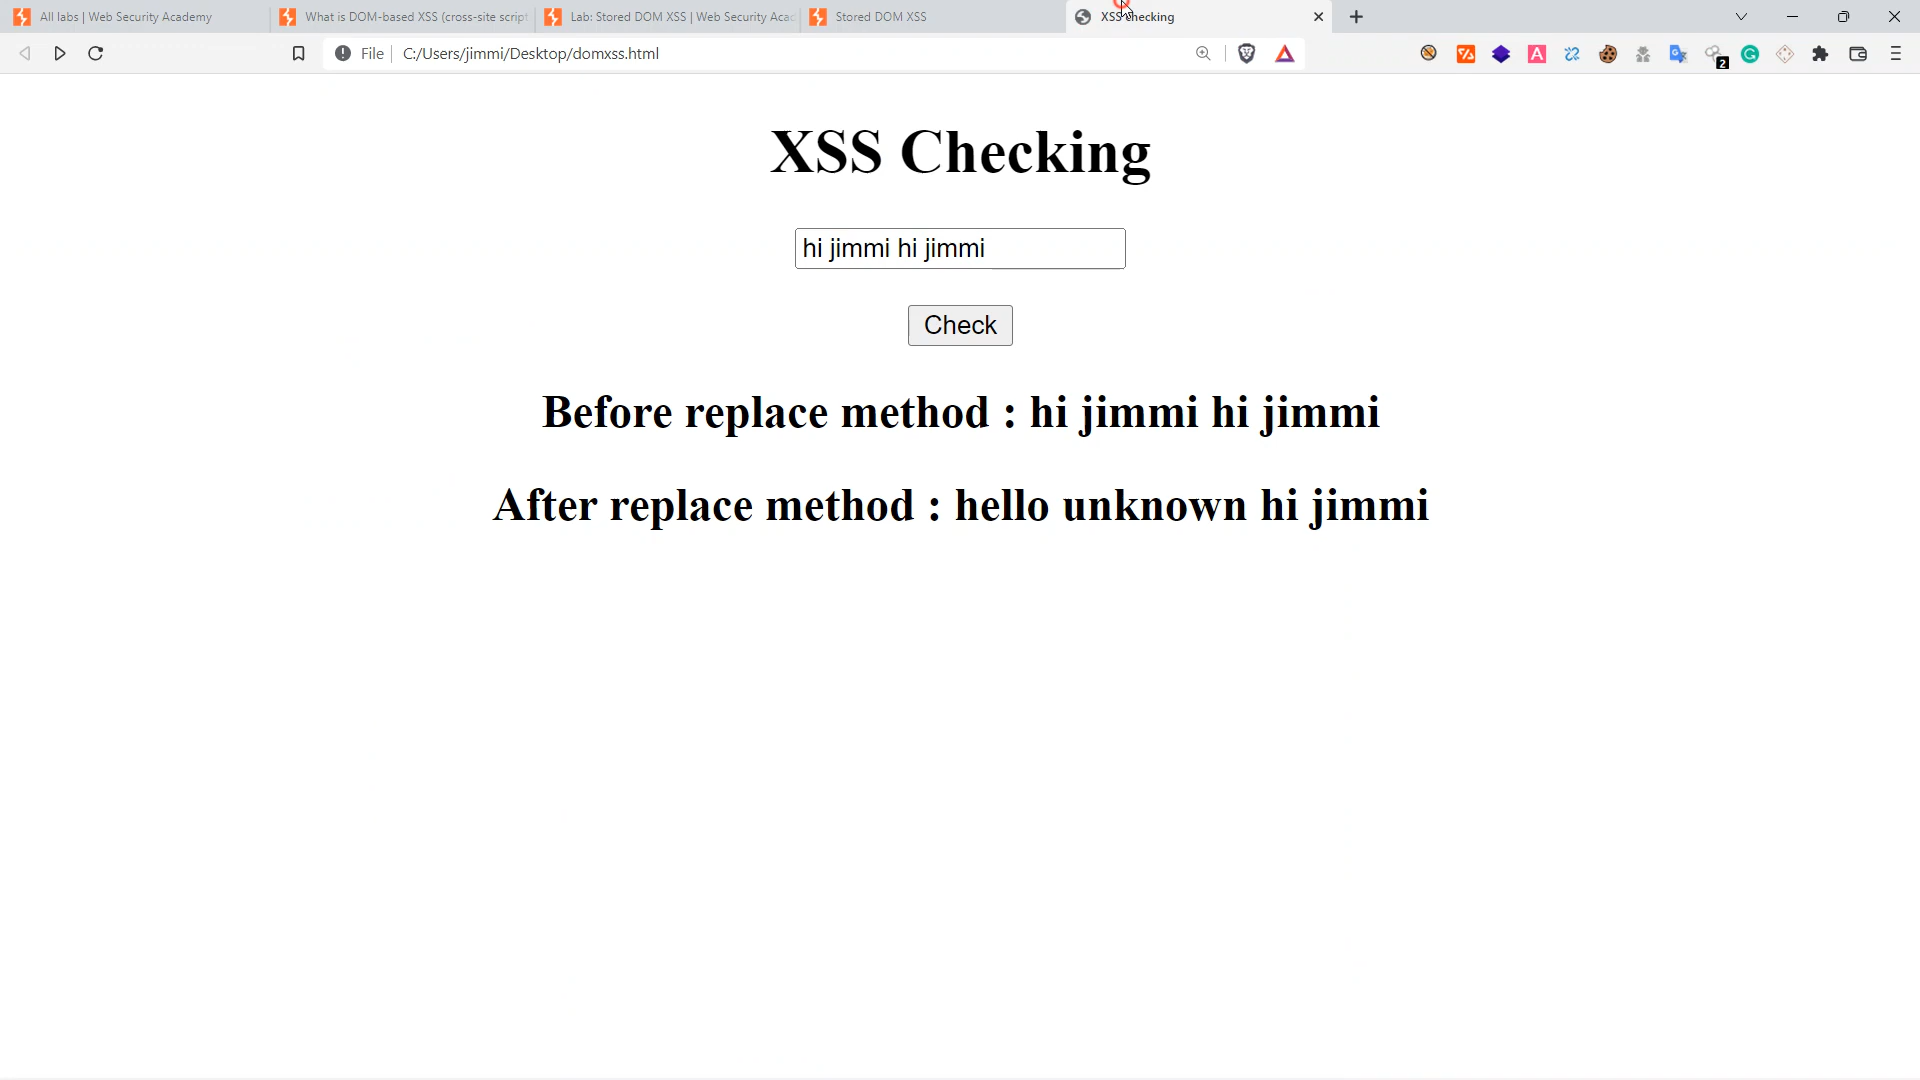 All labs | Web Security Academy
What is DOM-based XSS (cross-site script
Lab: Stored DOM XSS | Web Security Acad
Stored DOM XSS
XSS Checking
File
C:/Users/jimmi/Desktop/domxss.html
A
2
XSS Checking
hi jimmi hi jimmi
Check
Before replace method : hi jimmi hi jimmi
After replace method : hello unknown hi jimmi